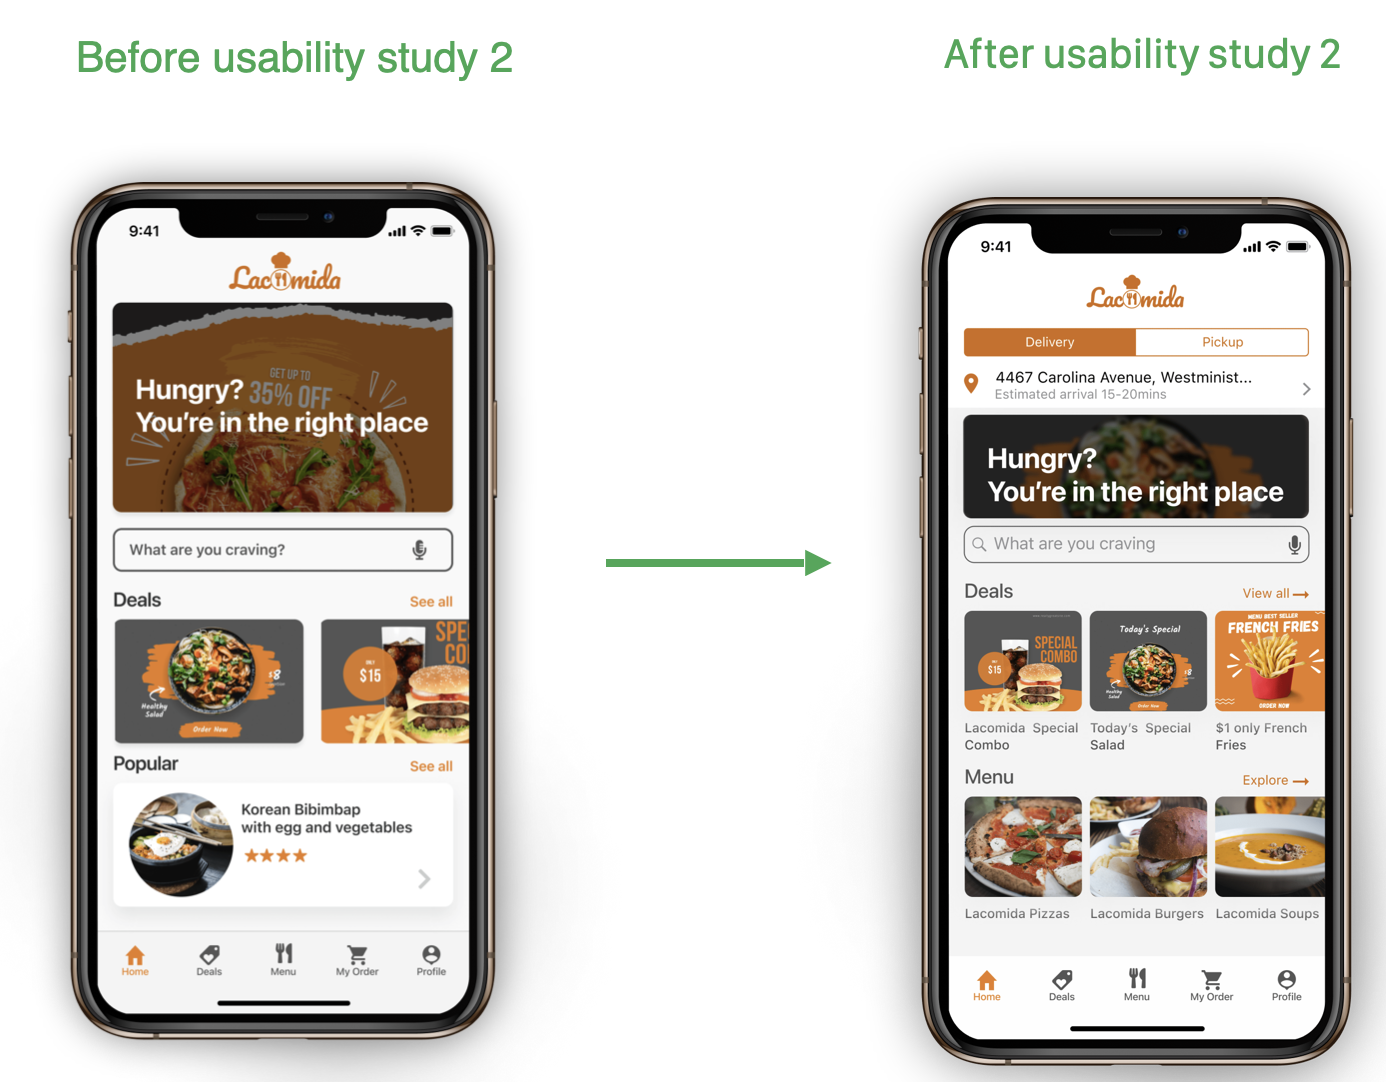 Before usability study 2
After usability study 2
9:41
Lacomida
GET UP TO
35% OFF
Hungry?
You're in the right place
What are you craving?
Deals
See all
Healthy
Salad
$8
Order Now
ONLY
$15
SPE
CO
Popular
See all
Korean Bibimbap
with egg and vegetables
Home
Deals
Menu
My Order
Profile
9:41
Lacomida
Delivery
Pickup
4467 Carolina Avenue, Westminist...
Estimated arrival 15-20mins
Hungry?
You're in the right place
What are you craving
Deals
View all
ONLY
$15
SPECIAL
COMBO
Today's Special
Healthy
Salad
$8
Order Now
MENU BEST SELLER
FRENCH FRIES
ORDER NOW
Lacomida Special
Combo
Today's Special
Salad
$1 only French
Fries
Menu
Explore
Lacomida Pizzas
Lacomida Burgers
Lacomida Soups
Home
Deals
Menu
My Order
Profile